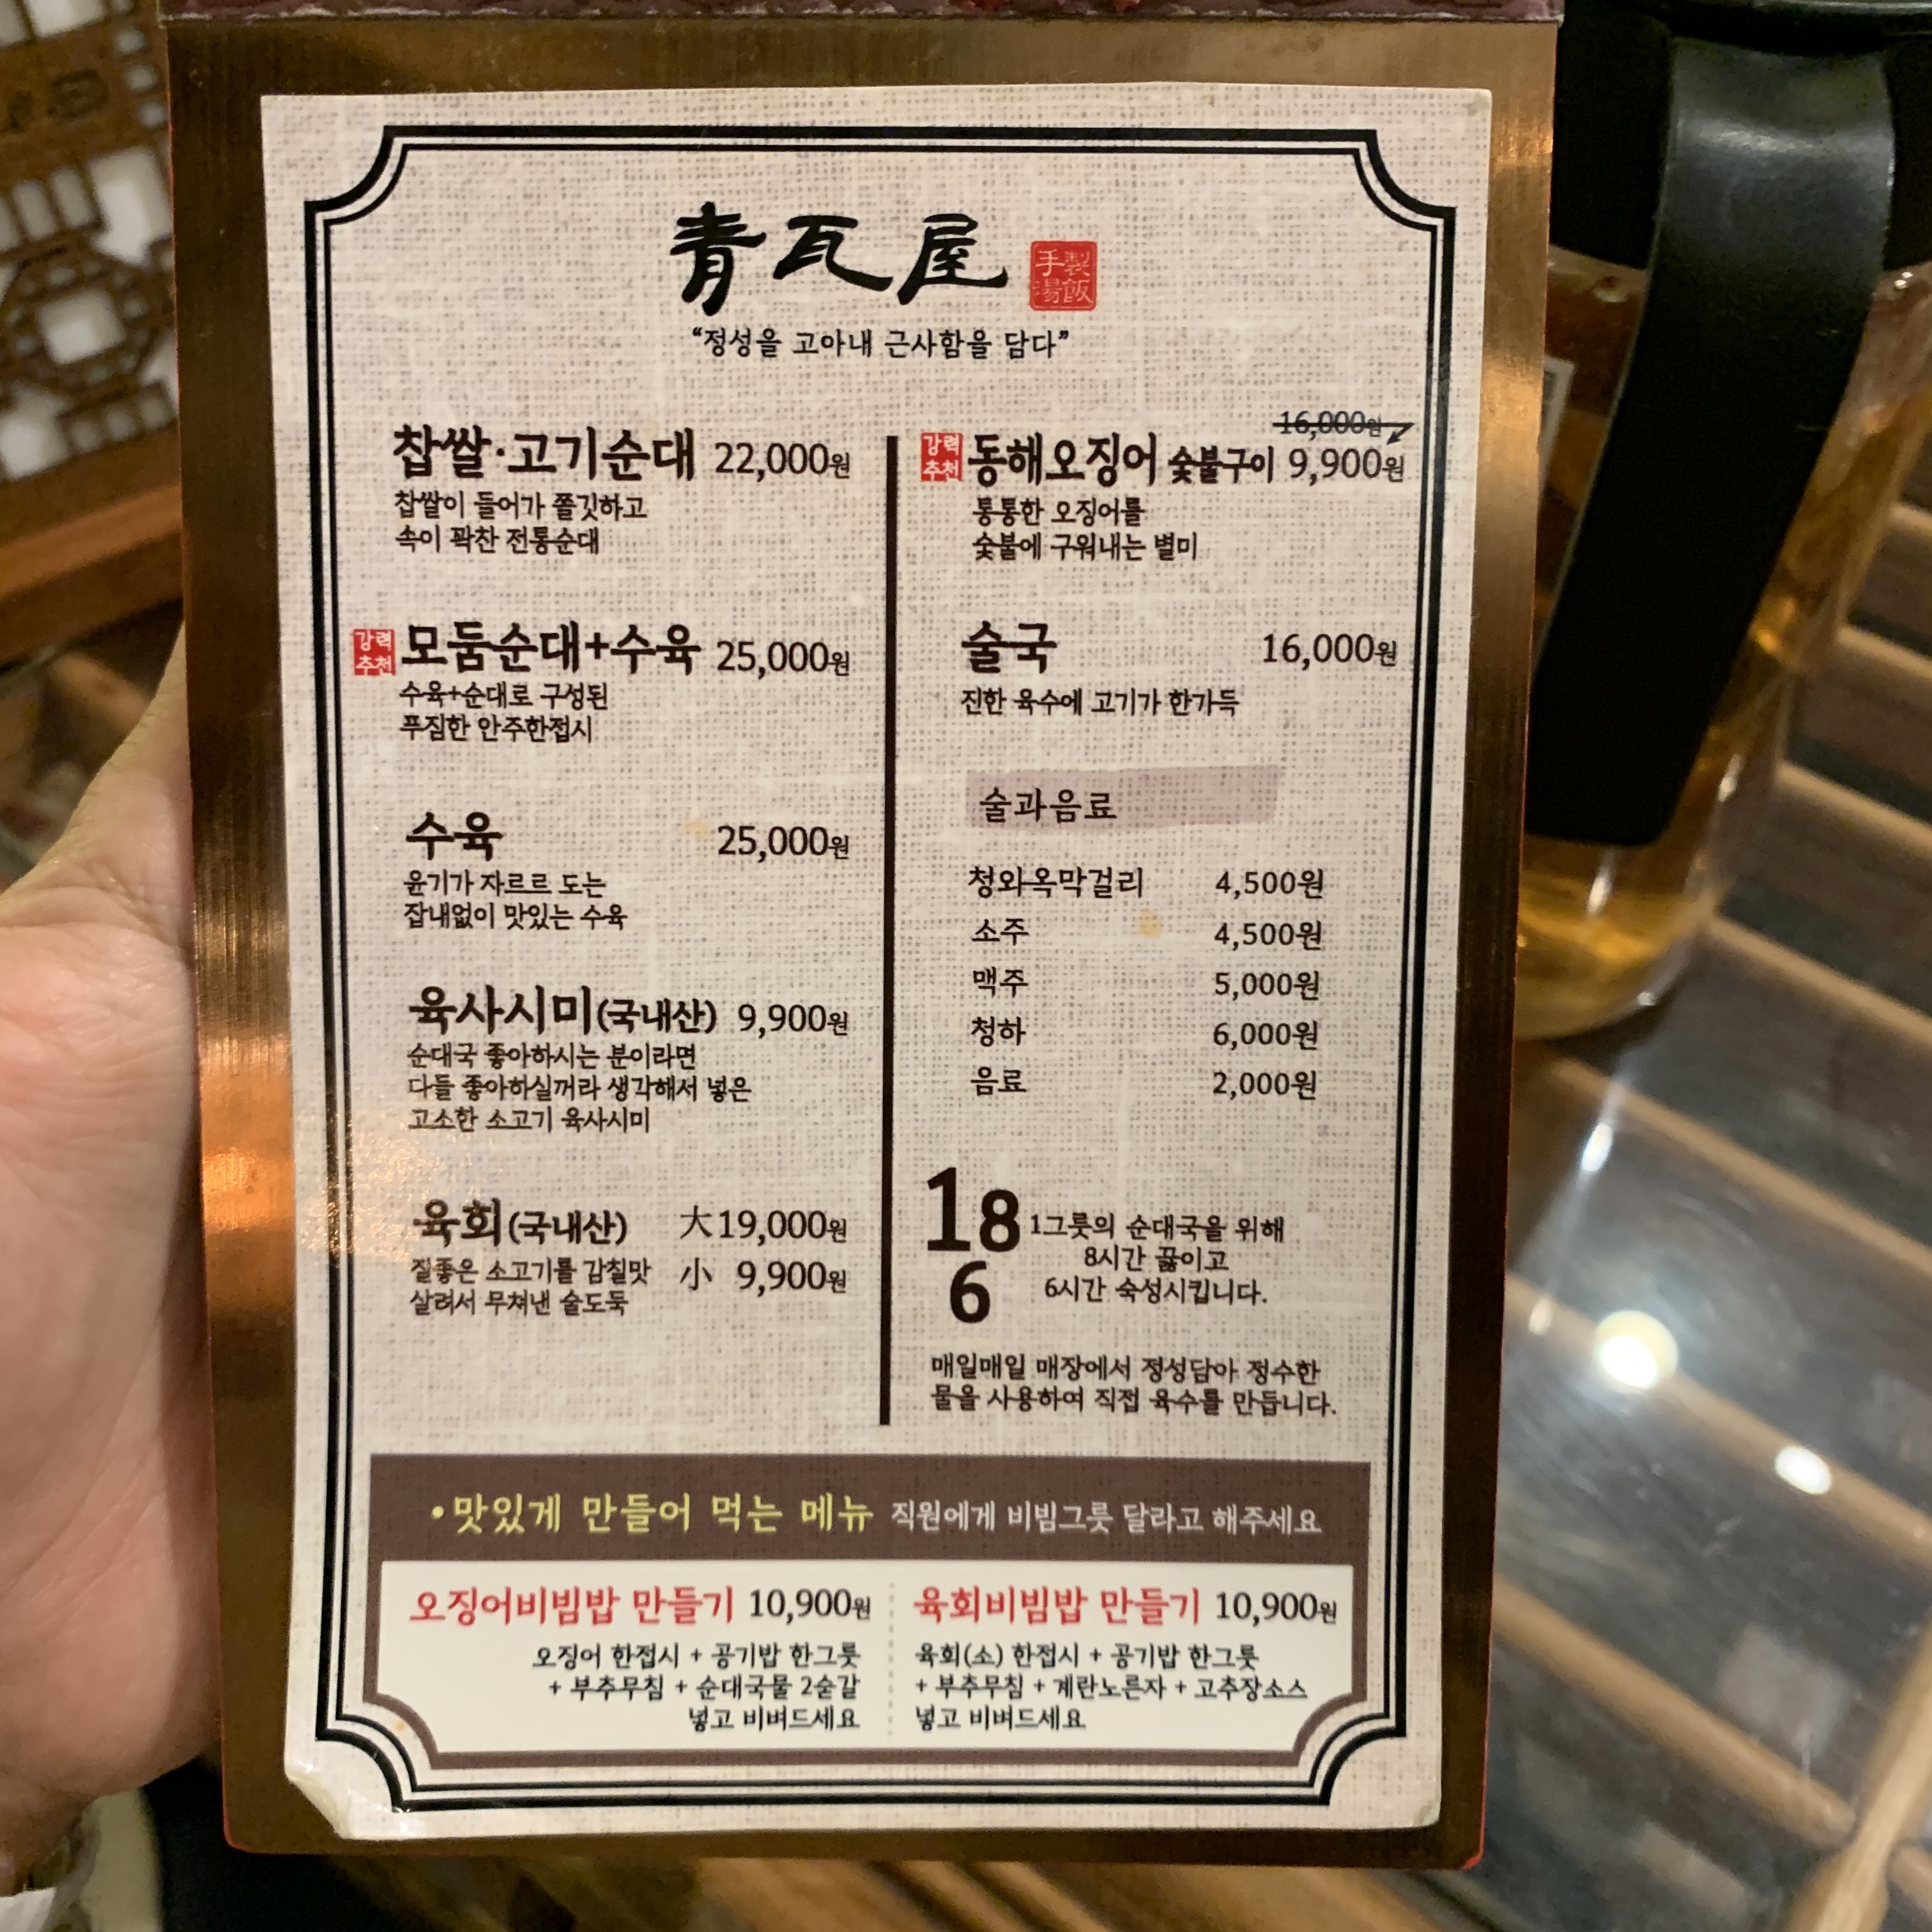 青瓦屋
手製
湯飯
“정성을 고아내 근사함을 담다”
찹쌀·고기순대 22,000원
찹쌀이 들어가 쫄깃하고
속이 꽉찬 전통순대
강력
추천
모둠순대+수육 25,000원
수육+순대로 구성된
푸짐한 안주한접시
수육 25,000원
윤기가 자르르 도는
잡내없이 맛있는 수육
육사시미(국내산) 9,900원
순대국 좋아하시는 분이라면
다들 좋아하실꺼라 생각해서 넣은
고소한 소고기 육사시미
육회(국내산) 大19,000원
질좋은 소고기를 감칠맛 小 9,900원
살려서 무쳐낸 술도둑
16,000원
강력
추천
동해오징어 숯불구이 9,900원
통통한 오징어를
숯불에 구워내는 별미
술국 16,000원
진한 육수에 고기가 한가득
술과음료
청와옥막걸리 4,500원
소주 4,500원
맥주 5,000원
청하 6,000원
음료 2,000원
186
1그릇의 순대국을 위해
8시간 끓이고
6시간 숙성시킵니다.
매일매일 매장에서 정성담아 정수한
물을 사용하여 직접 육수를 만듭니다.
•맛있게 만들어 먹는 메뉴 직원에게 비빔그릇 달라고 해주세요
오징어비빔밥 만들기 10,900원
오징어 한접시 + 공기밥 한그릇
+ 부추무침 + 순대국물 2숟갈
넣고 비벼드세요
육회비빔밥 만들기 10,900원
육회(소) 한접시 + 공기밥 한그릇
+ 부추무침 + 계란노른자 + 고추장소스
넣고 비벼드세요